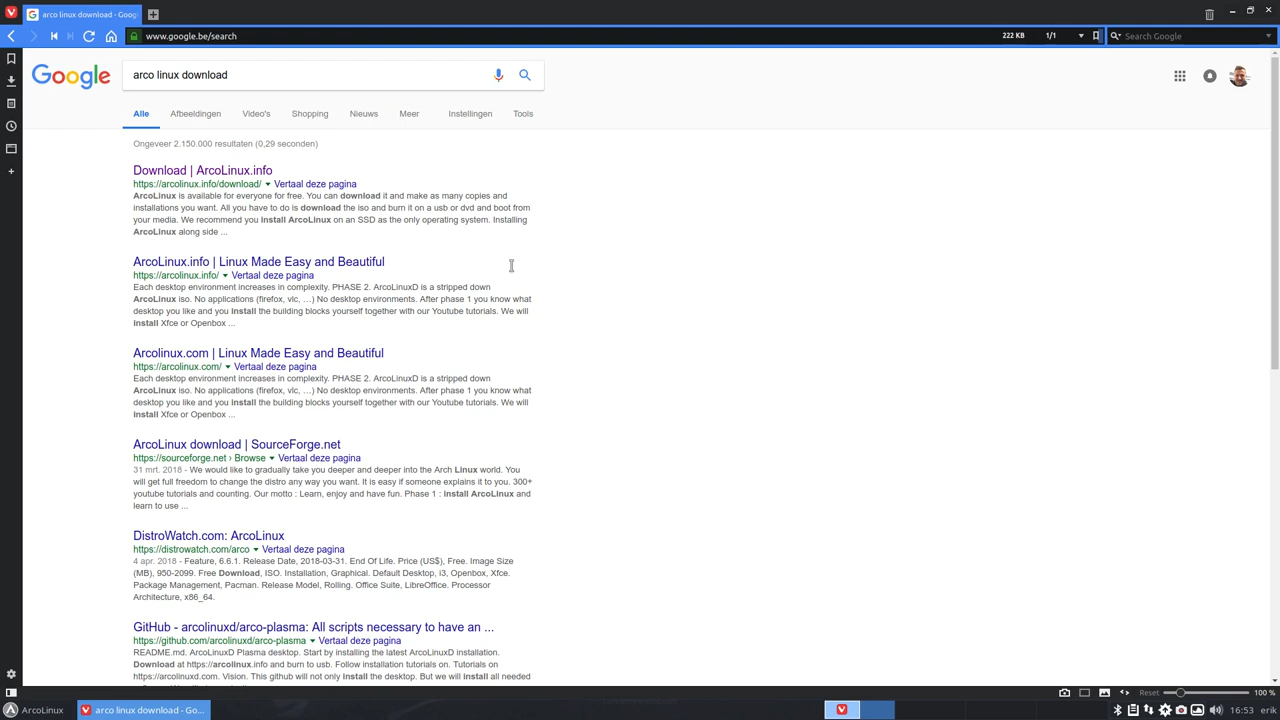 arco linux download - Goog
www.google.be/search
222 KB
1/1
Search Google
Google
arco linux download
Alle
Afbeeldingen
Video's
Shopping
Nieuws
Meer
Instellingen
Tools
Ongeveer 2.150.000 resultaten (0,29 seconden)
Download | ArcoLinux.info
https://arcolinux.info/download/ Vertaal deze pagina
ArcoLinux is available for everyone for free. You can download it and make as many copies and
installations you want. All you have to do is download the iso and burn it on a usb or dvd and boot from
your media. We recommend you install ArcoLinux on an SSD as the only operating system. Installing
ArcoLinux along side ...
ArcoLinux.info | Linux Made Easy and Beautiful
https://arcolinux.info/ Vertaal deze pagina
Each desktop environment increases in complexity. PHASE 2. ArcoLinuxD is a stripped down
ArcoLinux iso. No applications (firefox, vlc, …) No desktop environments. After phase 1 you know what
desktop you like and you install the building blocks yourself together with our Youtube tutorials. We will
install Xfce or Openbox ...
Arcolinux.com | Linux Made Easy and Beautiful
https://arcolinux.com/ Vertaal deze pagina
Each desktop environment increases in complexity. PHASE 2. ArcoLinuxD is a stripped down
ArcoLinux iso. No applications (firefox, vlc, …) No desktop environments. After phase 1 you know what
desktop you like and you install the building blocks yourself together with our Youtube tutorials. We will
install Xfce or Openbox ...
ArcoLinux download | SourceForge.net
https://sourceforge.net › Browse Vertaal deze pagina
31 mrt. 2018 - We would like to gradually take you deeper and deeper into the Arch Linux world. You
will get full freedom to change the distro any way you want. It is easy if someone explains it to you. 300+
youtube tutorials and counting. Our motto : Learn, enjoy and have fun. Phase 1 : install ArcoLinux and
learn to use ...
DistroWatch.com: ArcoLinux
https://distrowatch.com/arco Vertaal deze pagina
4 apr. 2018 - Feature, 6.6.1. Release Date, 2018-03-31. End Of Life. Price (US$), Free. Image Size
(MB), 950-2099. Free Download, ISO. Installation, Graphical. Default Desktop, i3, Openbox, Xfce.
Package Management, Pacman. Release Model, Rolling. Office Suite, LibreOffice. Processor
Architecture, x86_64.
GitHub - arcolinuxd/arco-plasma: All scripts necessary to have an ...
https://github.com/arcolinuxd/arco-plasma Vertaal deze pagina
README.md. ArcoLinuxD Plasma desktop. Start by installing the latest ArcoLinuxD installation.
Download at https://arcolinux.info and burn to usb. Follow installation tutorials on. Tutorials on
https://arcolinux.com. Vision. This github will not only install the desktop. But we will install all needed
Reset
100 %
ArcoLinux
arco linux download - Go...
16:53
erik